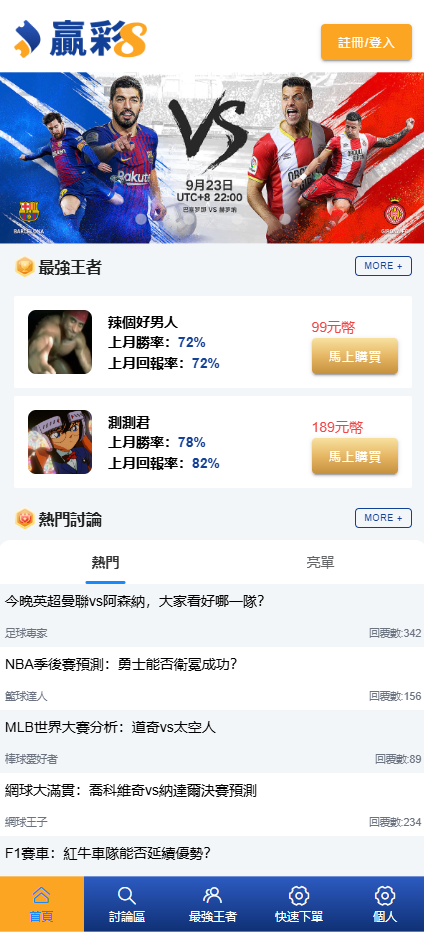 贏彩8
註冊/登入
VS
9月23日
UTC+8 22:00
巴塞罗那 VS 赫罗纳
BARCELONA
最強王者
MORE +
辣個好男人
上月勝率：72%
上月回報率：72%
99元幣
馬上購買
測測君
上月勝率：78%
上月回報率：82%
189元幣
馬上購買
熱門討論
MORE +
熱門
亮單
今晚英超曼聯vs阿森納，大家看好哪一隊？
足球專家
回覆數:342
NBA季後賽預測：勇士能否衛冕成功？
籃球達人
回覆數:156
MLB世界大賽分析：道奇vs太空人
棒球愛好者
回覆數:89
網球大滿貫：喬科維奇vs納達爾決賽預測
網球王子
回覆數:234
F1賽車：紅牛車隊能否延續優勢？
首頁
討論區
最強王者
快速下單
個人